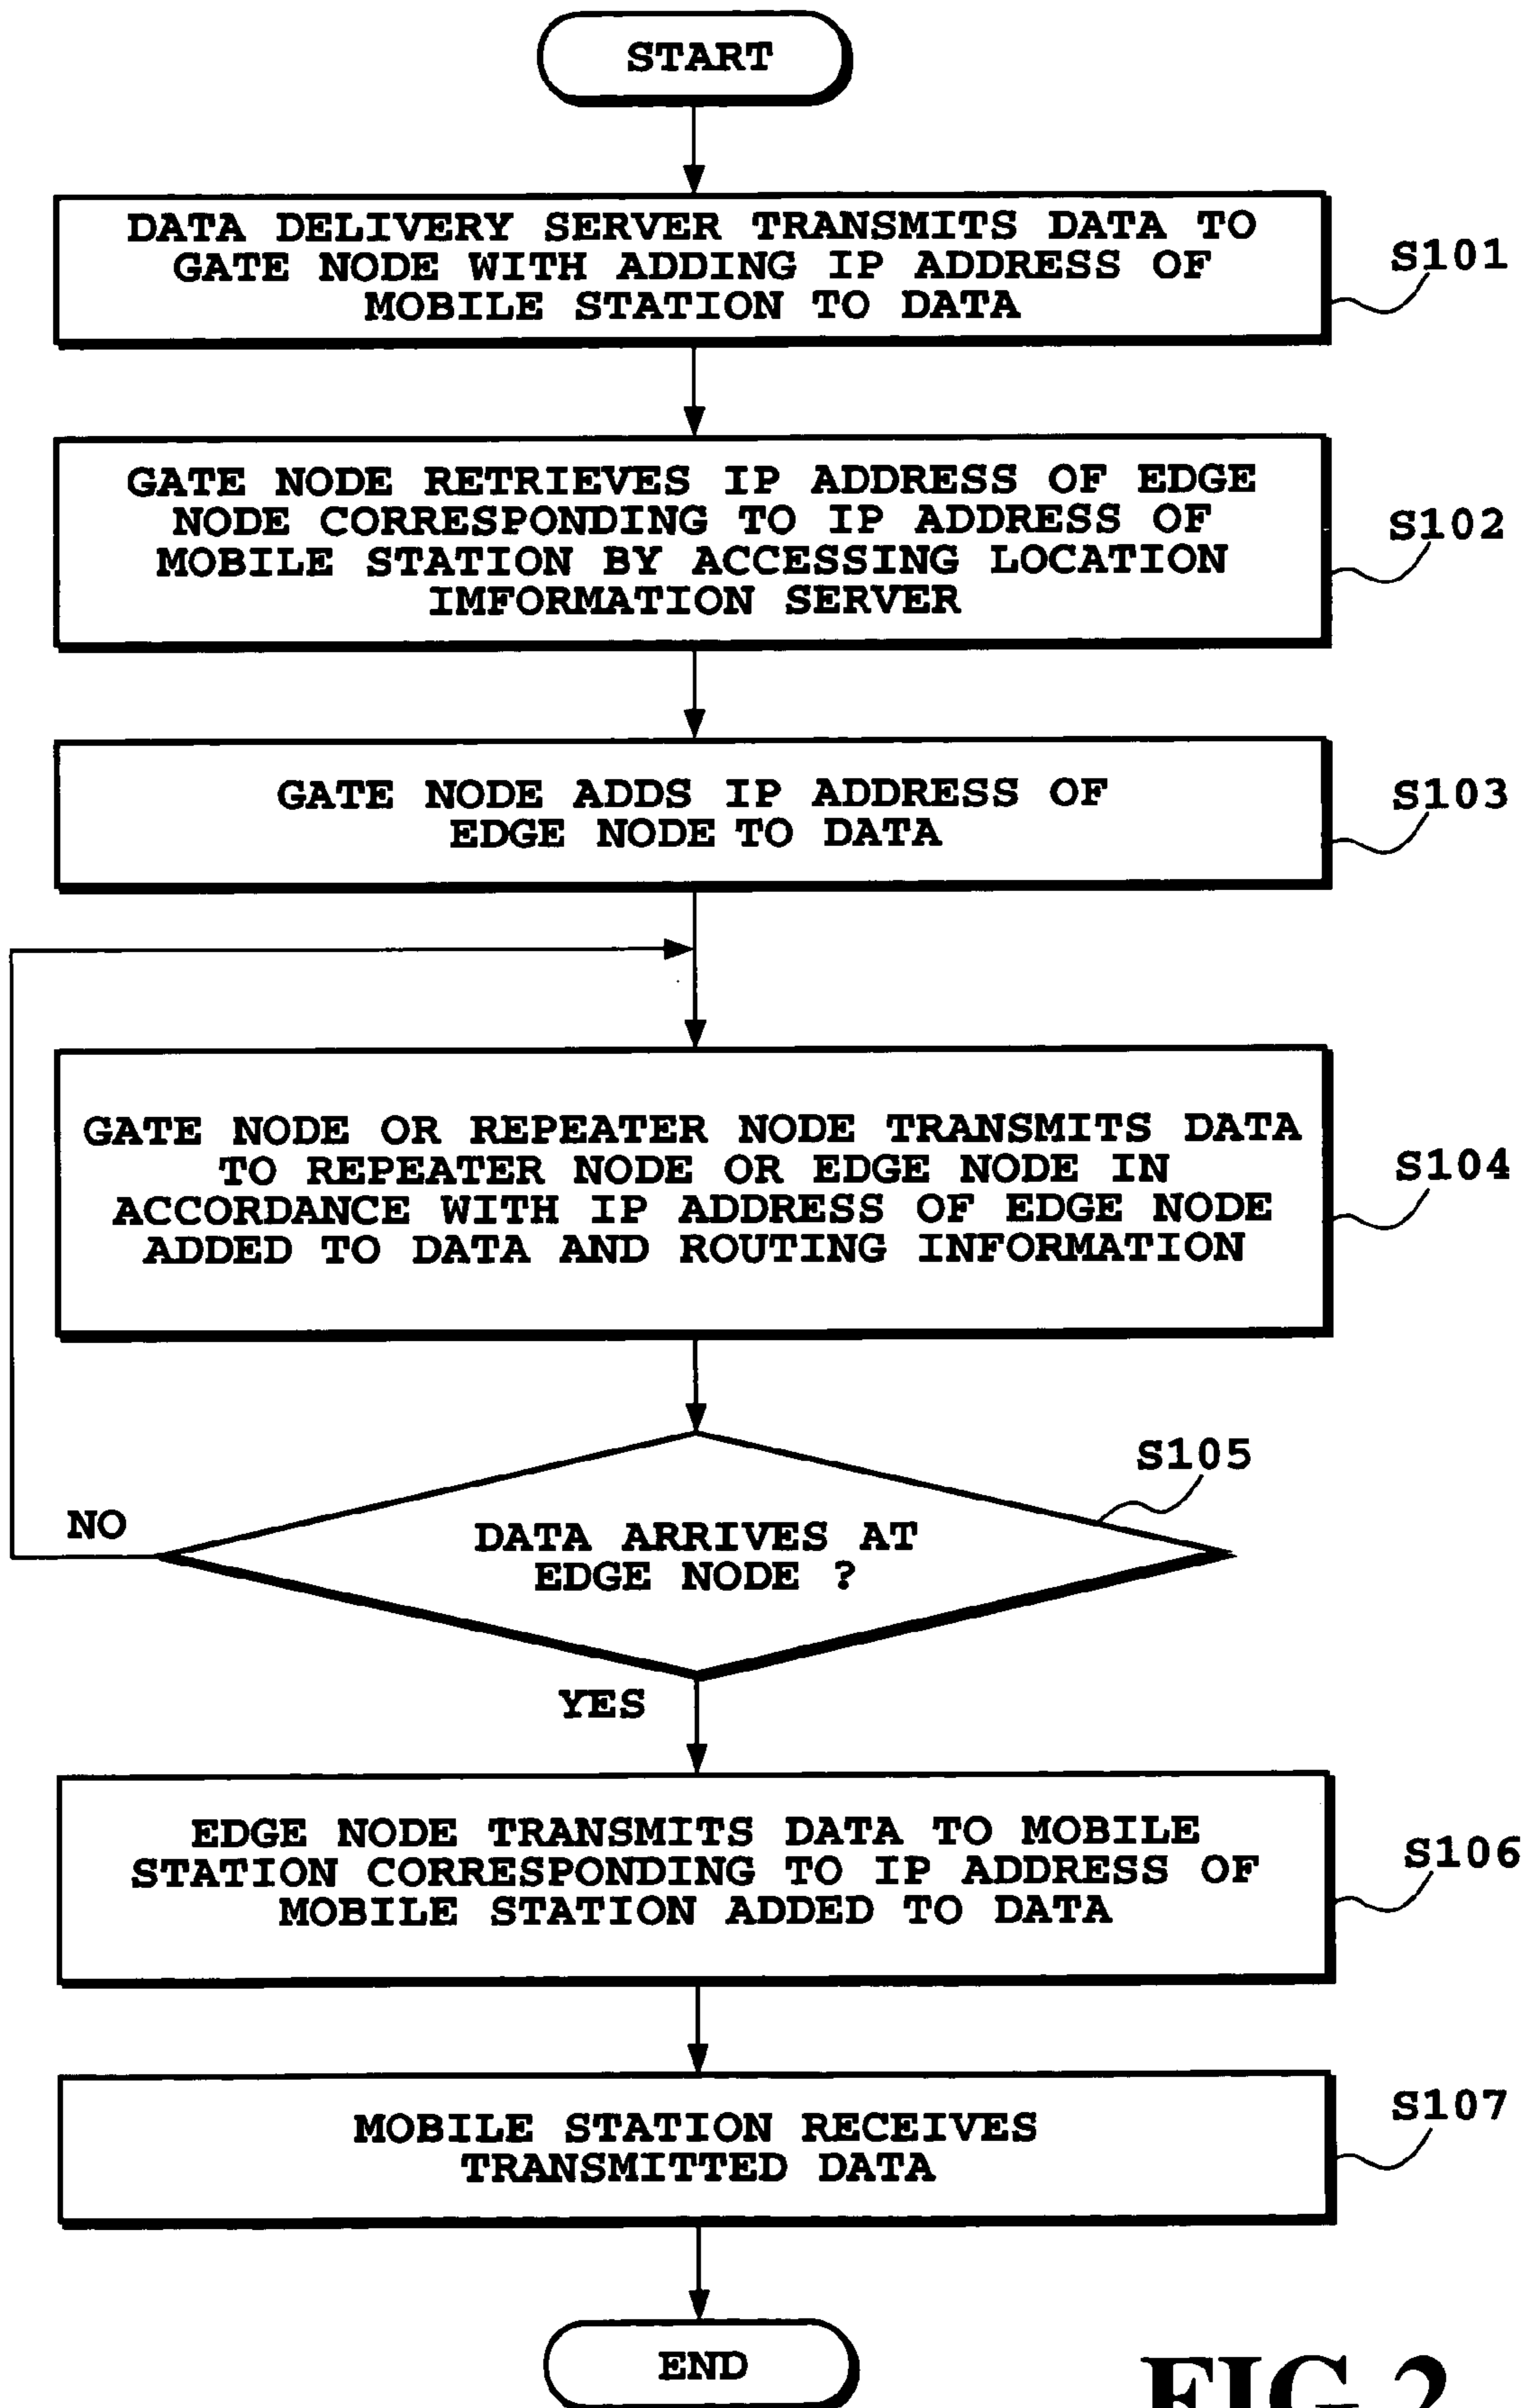 START
DATA DELIVERY SERVER TRANSMITS DATA TO
GATE NODE WITH ADDING IP ADDRESS OF
MOBILE STATION TO DATA
S101
GATE NODE RETRIEVES IP ADDRESS OF EDGE
NODE CORRESPONDING TO IP ADDRESS OF
MOBILE STATION BY ACCESSING LOCATION
IMFORMATION SERVER
S102
GATE NODE ADDS IP ADDRESS OF
EDGE NODE TO DATA
S103
GATE NODE OR REPEATER NODE TRANSMITS DATA
TO REPEATER NODE OR EDGE NODE IN
ACCORDANCE WITH IP ADDRESS OF EDGE NODE
ADDED TO DATA AND ROUTING INFORMATION
S104
S105
NO
DATA ARRIVES AT
EDGE NODE ?
YES
EDGE NODE TRANSMITS DATA TO MOBILE
STATION CORRESPONDING TO IP ADDRESS OF
MOBILE STATION ADDED TO DATA
S106
MOBILE STATION RECEIVES
TRANSMITTED DATA
S107
END
FIG.2